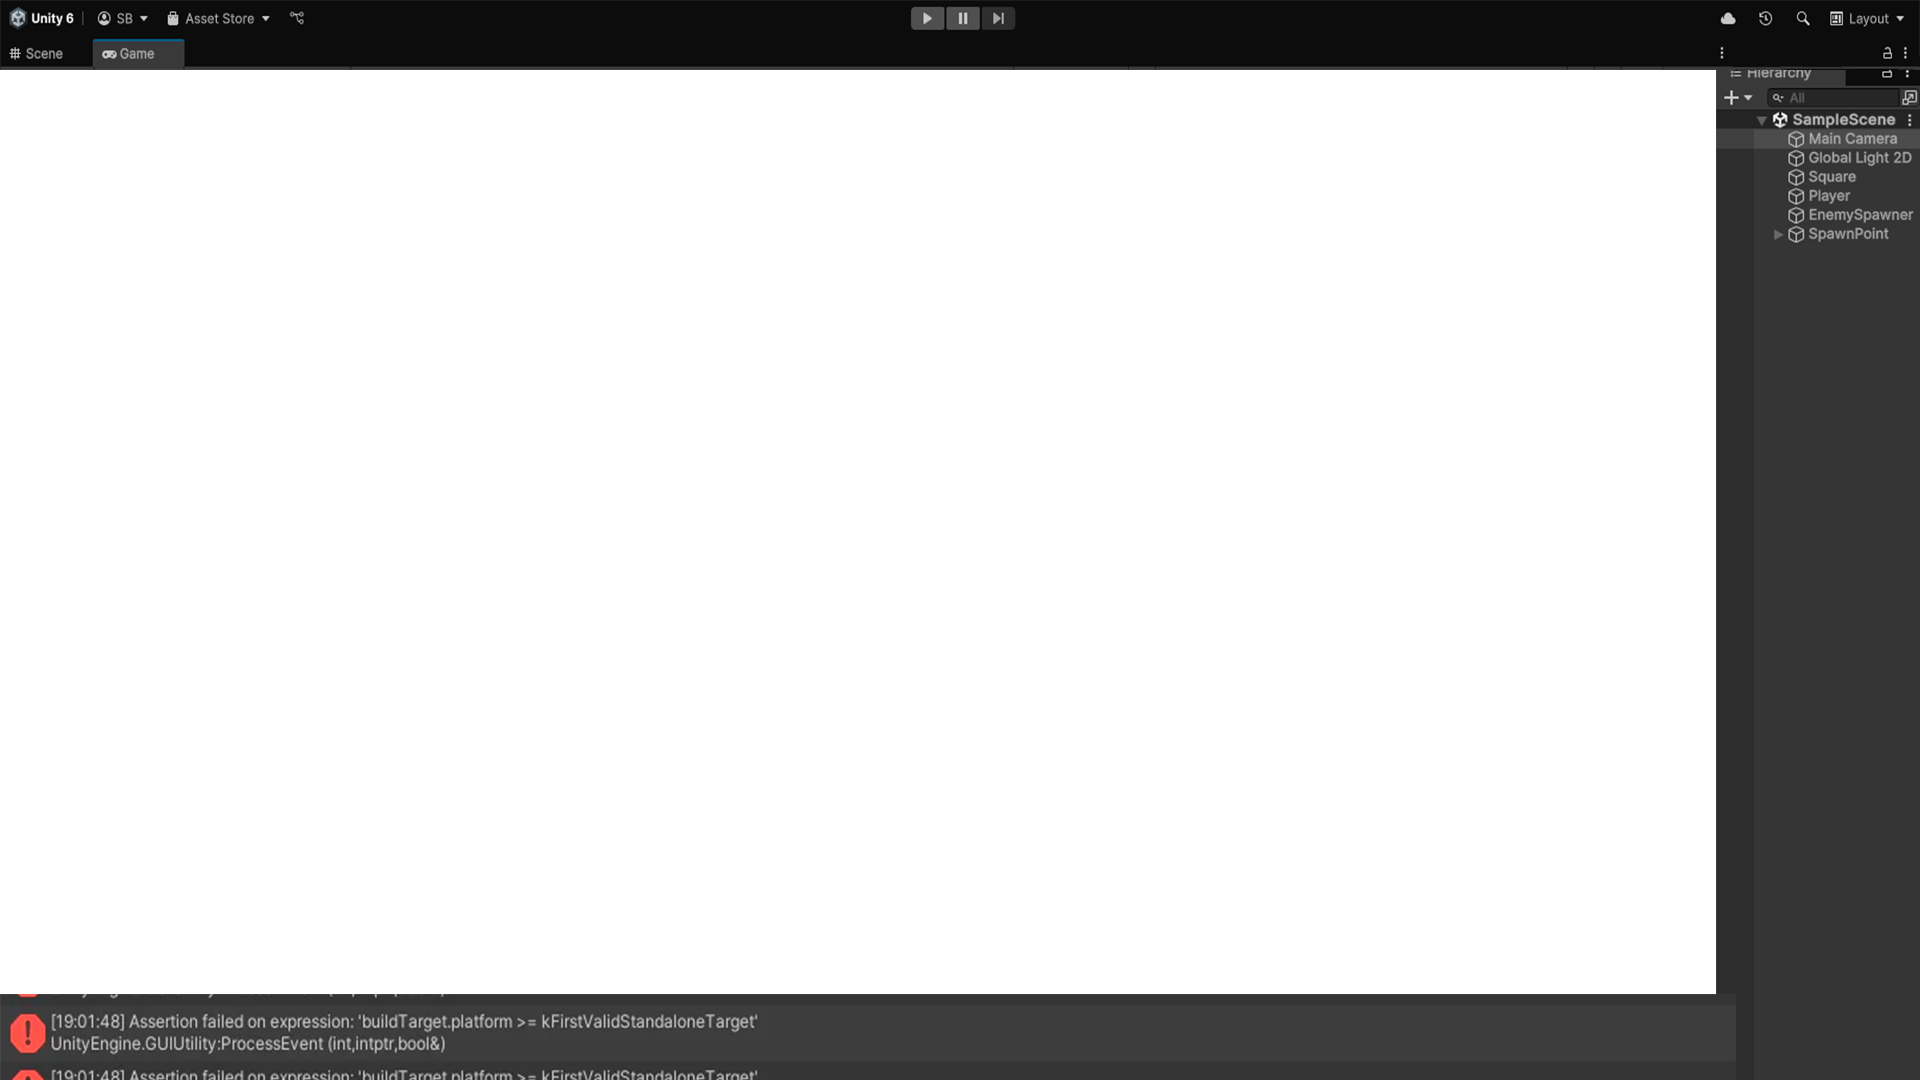 Unity 6
SB
Asset Store
Layout
Scene
Game
Hierarchy
All
SampleScene
Main Camera
Global Light 2D
Square
Player
EnemySpawner
SpawnPoint
[19:01:48] Assertion failed on expression: 'buildTarget.platform >= kFirstValidStandaloneTarget'
UnityEngine.GUIUtility:ProcessEvent (int,intptr,bool&)
[19:01:48] Assertion failed on expression: 'buildTarget.platform >= kFirstValidStandaloneTarget'